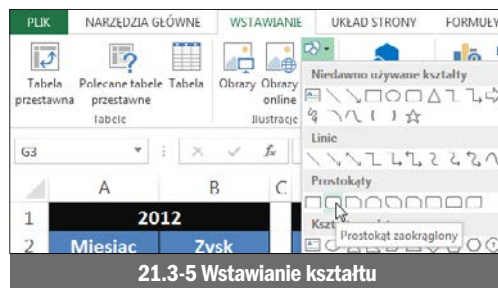 PLIK NARZĘDZIA GŁÓWNE WSTAWIANIE UKŁAD STRONY FORMUŁY
Niedawno używane kształty
Tabela Polecane tabele Tabela Obrazy Obrazy
przestawna przestawne online
Tabele Ilustracje
Linie
G3 fx
Prostokąty
A B C
1 2012
Prostokąt zaokrąglony
2 Miesiąc Zysk
21.3-5 Wstawianie kształtu